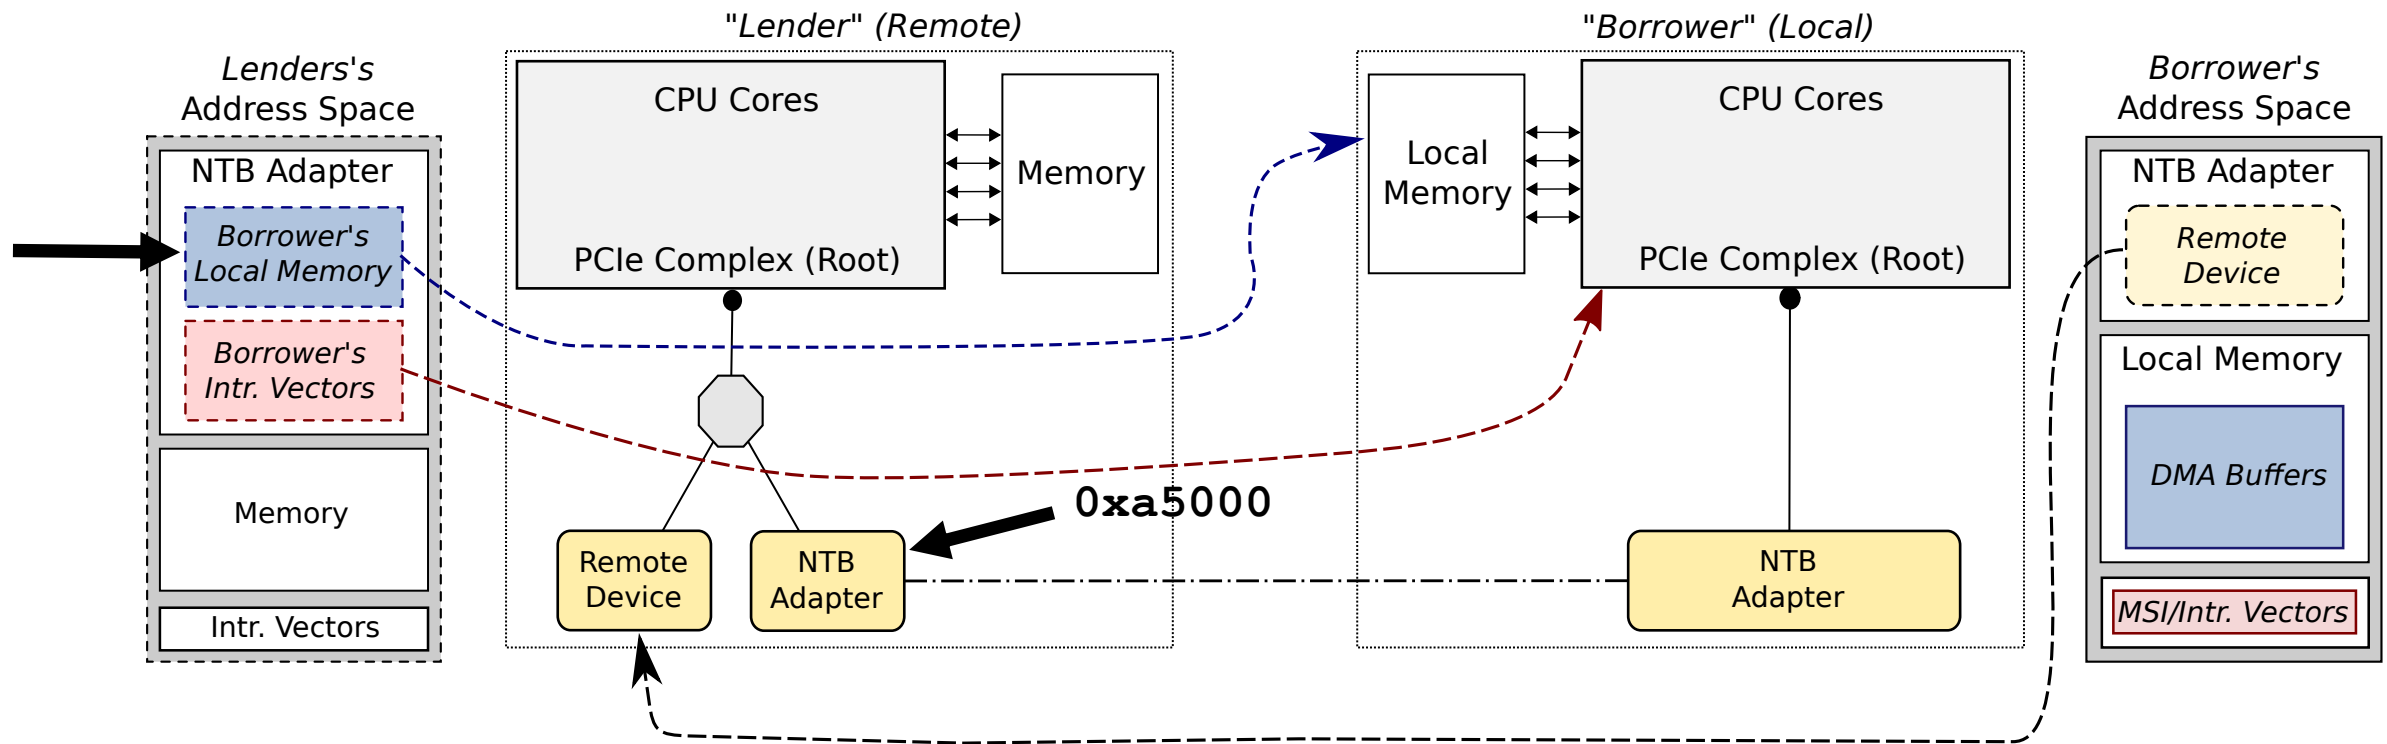 "Lender" (Remote)
"Borrower" (Local)
Lenders's
Address Space
NTB Adapter
Borrower's
Local Memory
Borrower's
Intr. Vectors
Memory
Intr. Vectors
CPU Cores
PCIe Complex (Root)
Memory
Remote
Device
NTB
Adapter
0xa5000
Local
Memory
CPU Cores
PCIe Complex (Root)
NTB
Adapter
Borrower's
Address Space
NTB Adapter
Remote
Device
Local Memory
DMA Buffers
MSI/Intr. Vectors